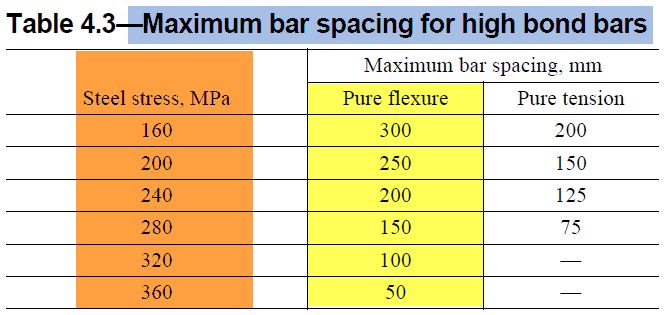 Table 4.3—Maximum bar spacing for high bond bars
Maximum bar spacing, mm
Steel stress, MPa Pure flexure Pure tension
160 300 200
200 250 150
240 200 125
280 150 75
320 100 —
360 50 —